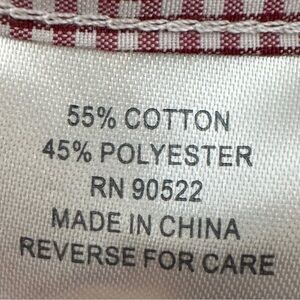 55% COTTON
45% POLYESTER
RN 90522
MADE IN CHINA
REVERSE FOR CARE